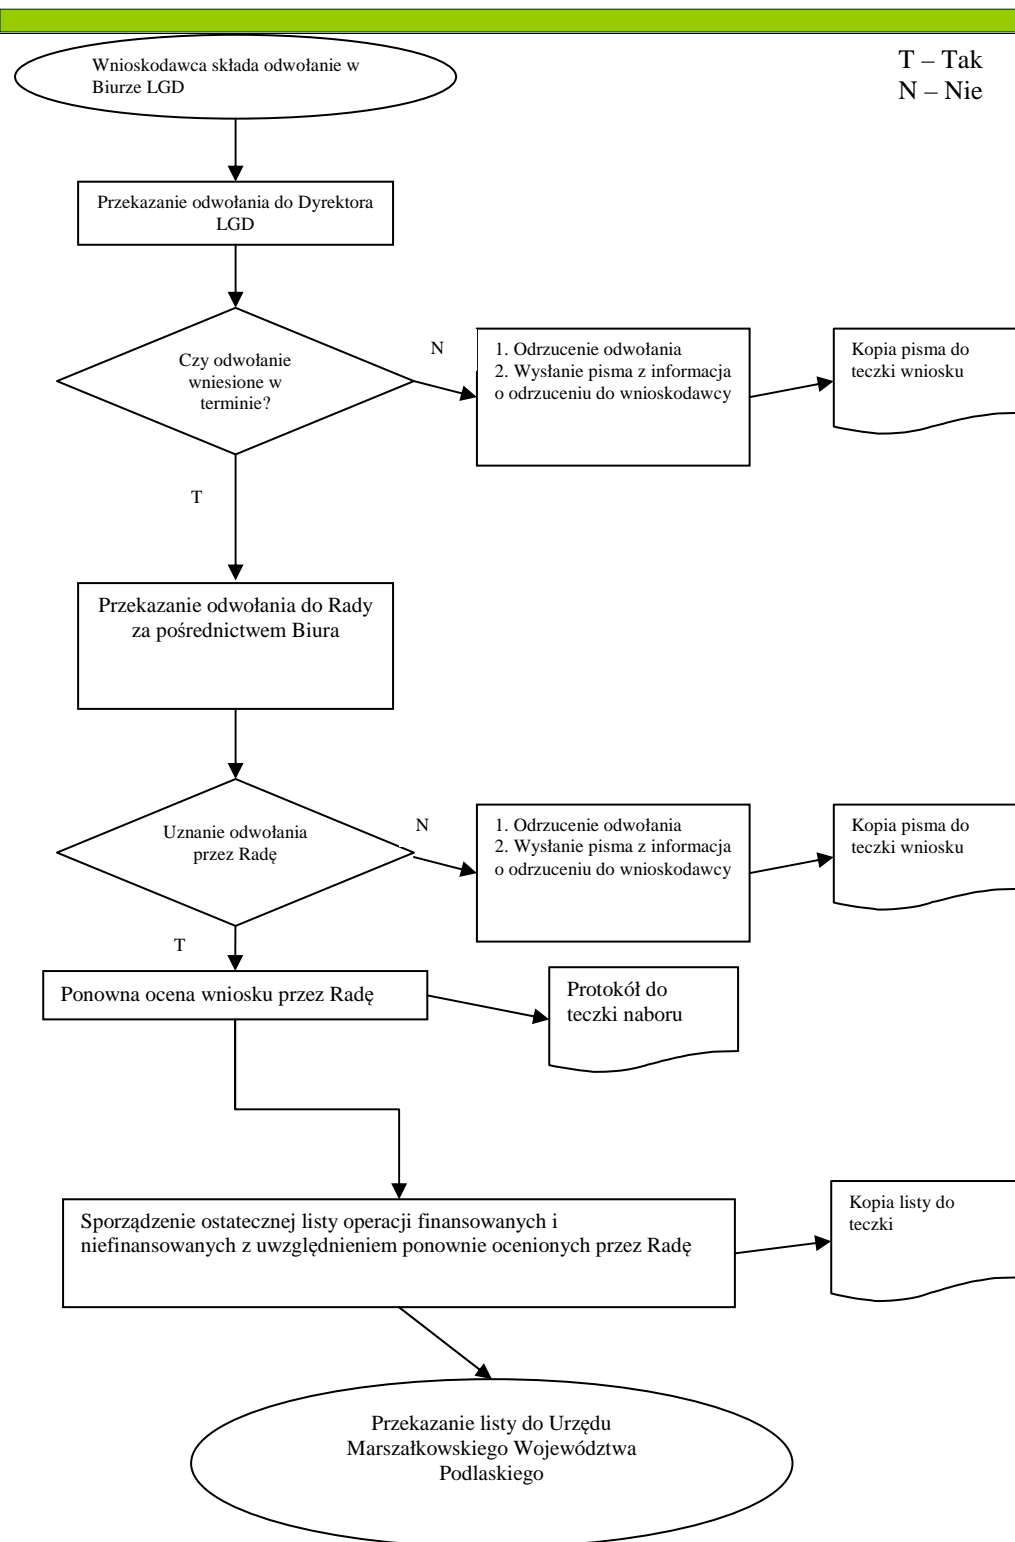 Wnioskodawca składa odwołanie w
Biurze LGD
T – Tak
N – Nie
Przekazanie odwołania do Dyrektora
LGD
Czy odwołanie
wniesione w
terminie?
N
1. Odrzucenie odwołania
2. Wysłanie pisma z informacja
o odrzuceniu do wnioskodawcy
Kopia pisma do
teczki wniosku
T
Przekazanie odwołania do Rady
za pośrednictwem Biura
Uznanie odwołania
przez Radę
N
1. Odrzucenie odwołania
2. Wysłanie pisma z informacja
o odrzuceniu do wnioskodawcy
Kopia pisma do
teczki wniosku
T
Ponowna ocena wniosku przez Radę
Protokół do
teczki naboru
Sporządzenie ostatecznej listy operacji finansowanych i
niefinansowanych z uwzględnieniem ponownie ocenionych przez Radę
Kopia listy do
teczki
Przekazanie listy do Urzędu
Marszałkowskiego Województwa
Podlaskiego